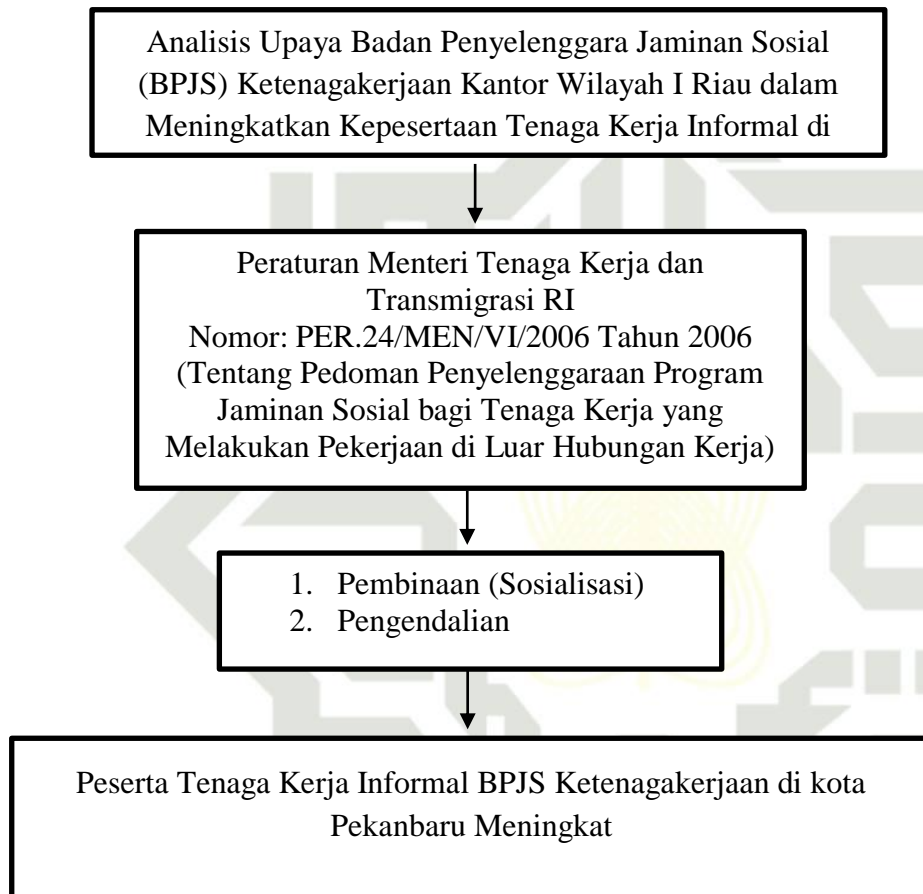 Analisis Upaya Badan Penyelenggara Jaminan Sosial
(BPJS) Ketenagakerjaan Kantor Wilayah I Riau dalam
Meningkatkan Kepesertaan Tenaga Kerja Informal di
Peraturan Menteri Tenaga Kerja dan
Transmigrasi RI
Nomor: PER.24/MEN/VI/2006 Tahun 2006
(Tentang Pedoman Penyelenggaraan Program
Jaminan Sosial bagi Tenaga Kerja yang
Melakukan Pekerjaan di Luar Hubungan Kerja)
1. Pembinaan (Sosialisasi)
2. Pengendalian
Peserta Tenaga Kerja Informal BPJS Ketenagakerjaan di kota
Pekanbaru Meningkat